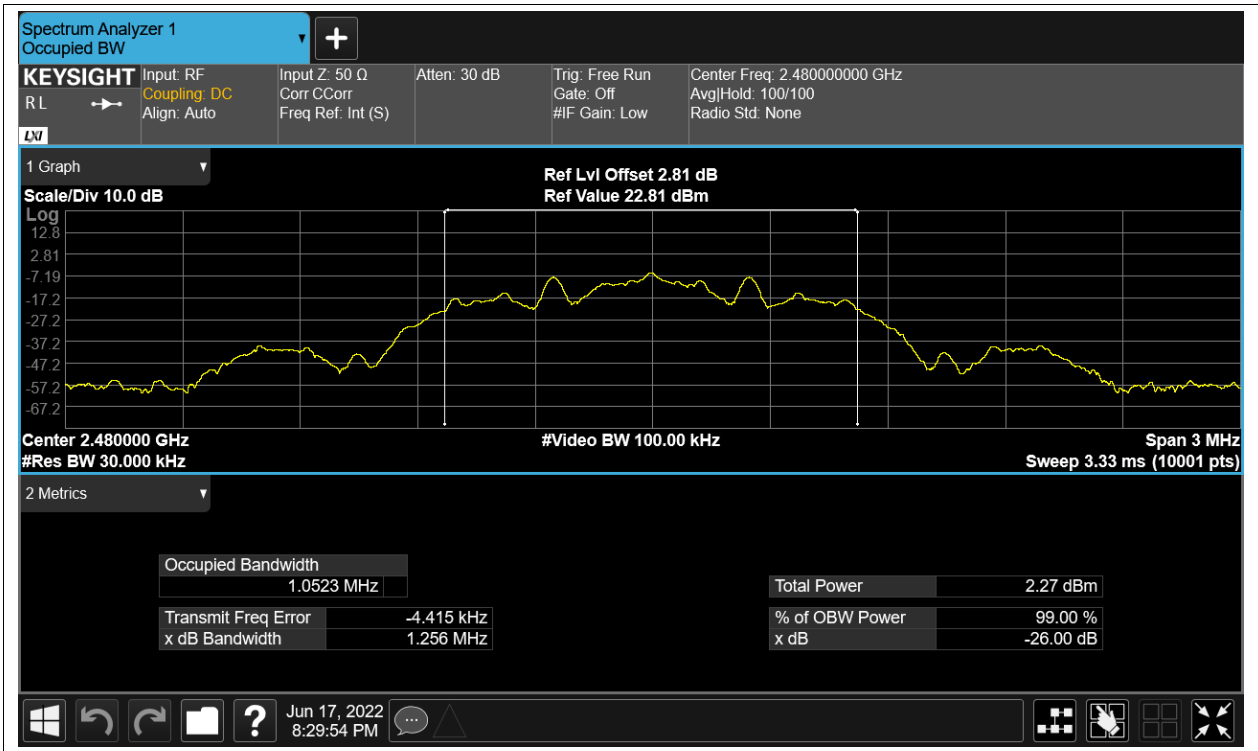 Spectrum Analyzer 1
Occupied BW
KEYSIGHT
R L
LXI
Input: RF
Coupling: DC
Align: Auto
Input Z: 50 Ω
Corr CCorr
Freq Ref: Int (S)
Atten: 30 dB
Trig: Free Run
Gate: Off
#IF Gain: Low
Center Freq: 2.480000000 GHz
Avg|Hold: 100/100
Radio Std: None
1 Graph
Scale/Div 10.0 dB
Ref Lvl Offset 2.81 dB
Ref Value 22.81 dBm
Log
12.8
2.81
-7.19
-17.2
-27.2
-37.2
-47.2
-57.2
-67.2
Center 2.480000 GHz
#Video BW 100.00 kHz
Span 3 MHz
#Res BW 30.000 kHz
Sweep 3.33 ms (10001 pts)
2 Metrics
Occupied Bandwidth
1.0523 MHz
Total Power 2.27 dBm
Transmit Freq Error -4.415 kHz
% of OBW Power 99.00 %
x dB Bandwidth 1.256 MHz
x dB -26.00 dB
?
Jun 17, 2022
8:29:54 PM